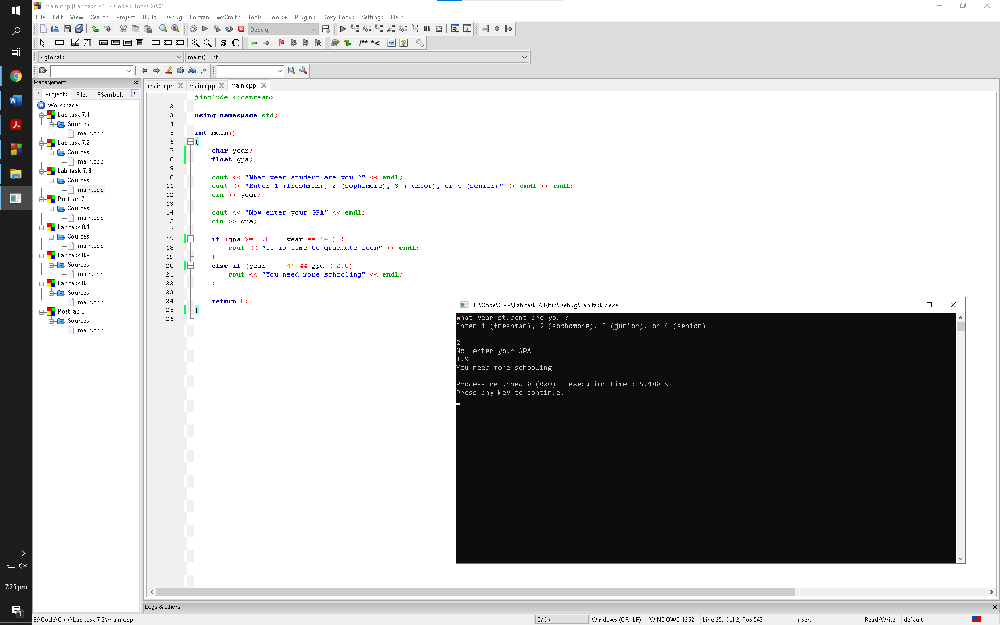 main.cpp [Lab task 7.3] - Code::Blocks 20.03
File Edit View Search Project Build Debug Fortran wxSmith Tools Tools+ Plugins DoxyBlocks Settings Help
Debug
S C /** *<
<global> main() : int
Aa .*
Management
Projects Files FSymbols
Workspace
Lab task 7.1
Sources
main.cpp
Lab task 7.2
Sources
main.cpp
Lab task 7.3
Sources
main.cpp
Post lab 7
Sources
main.cpp
Lab task 8.1
Sources
main.cpp
Lab task 8.2
Sources
main.cpp
Lab task 8.3
Sources
main.cpp
Post lab 8
Sources
main.cpp
main.cpp main.cpp main.cpp
1 #include <iostream>
2
3 using namespace std;
4
5 int main()
6 {
7 char year;
8 float gpa;
9
10 cout << "What year student are you ?" << endl;
11 cout << "Enter 1 (freshman), 2 (sophomore), 3 (junior), or 4 (senior)" << endl << endl;
12 cin >> year;
13
14 cout << "Now enter your GPA" << endl;
15 cin >> gpa;
16
17 if (gpa >= 2.0 || year == '4') {
18 cout << "It is time to graduate soon" << endl;
19 }
20 else if (year != '4' && gpa < 2.0) {
21 cout << "You need more schooling" << endl;
22 }
23
24 return 0;
25 }
26
"E:\Code\C++\Lab task 7.3\bin\Debug\Lab task 7.exe"
What year student are you ?
Enter 1 (freshman), 2 (sophomore), 3 (junior), or 4 (senior)
2
Now enter your GPA
1.9
You need more schooling
Process returned 0 (0x0) execution time : 5.480 s
Press any key to continue.
7:25 pm
1
Logs & others
E:\Code\C++\Lab task 7.3\main.cpp C/C++ Windows (CR+LF) WINDOWS-1252 Line 25, Col 2, Pos 543 Insert Read/Write default